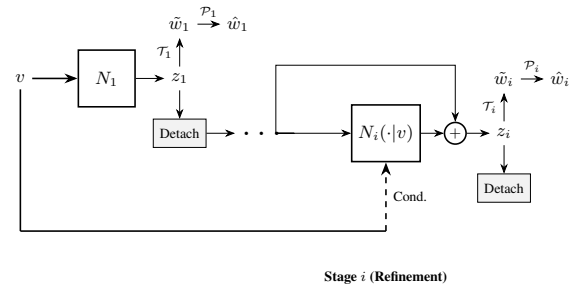 w̃₁ 𝒫₁ ŵ₁
𝒯₁
v N₁ z₁
Detach
w̃ᵢ 𝒫ᵢ ŵᵢ
𝒯ᵢ
Nᵢ(·|v) + zᵢ
Detach
Cond.
Stage i (Refinement)